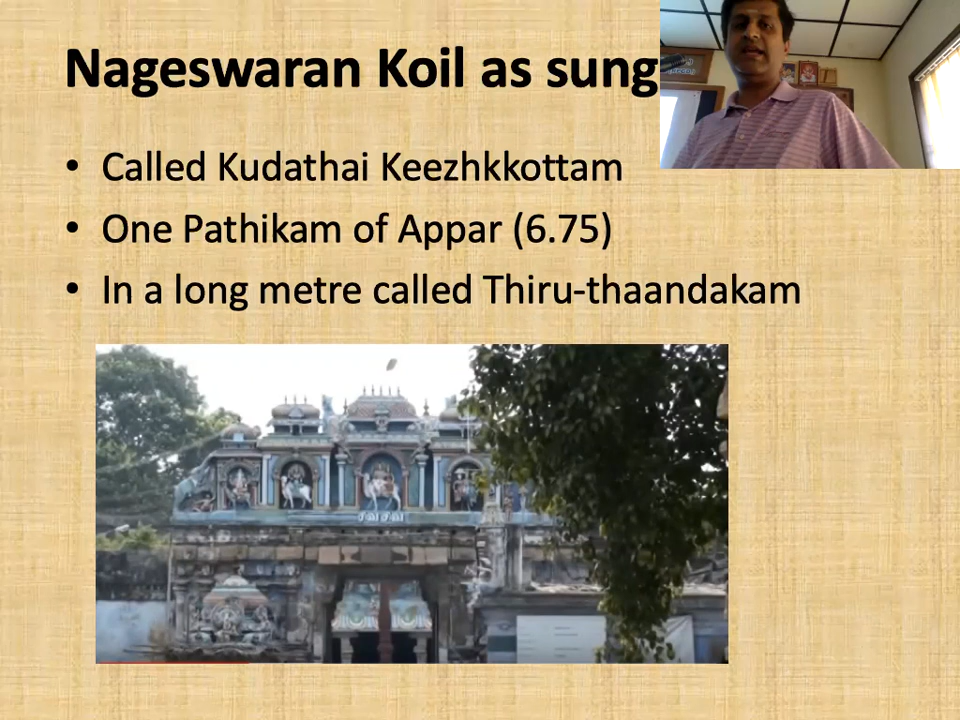 Nageswaran Koil as sung
• Called Kudathai Keezhkkottam
• One Pathikam of Appar (6.75)
• In a long metre called Thiru-thaandakam